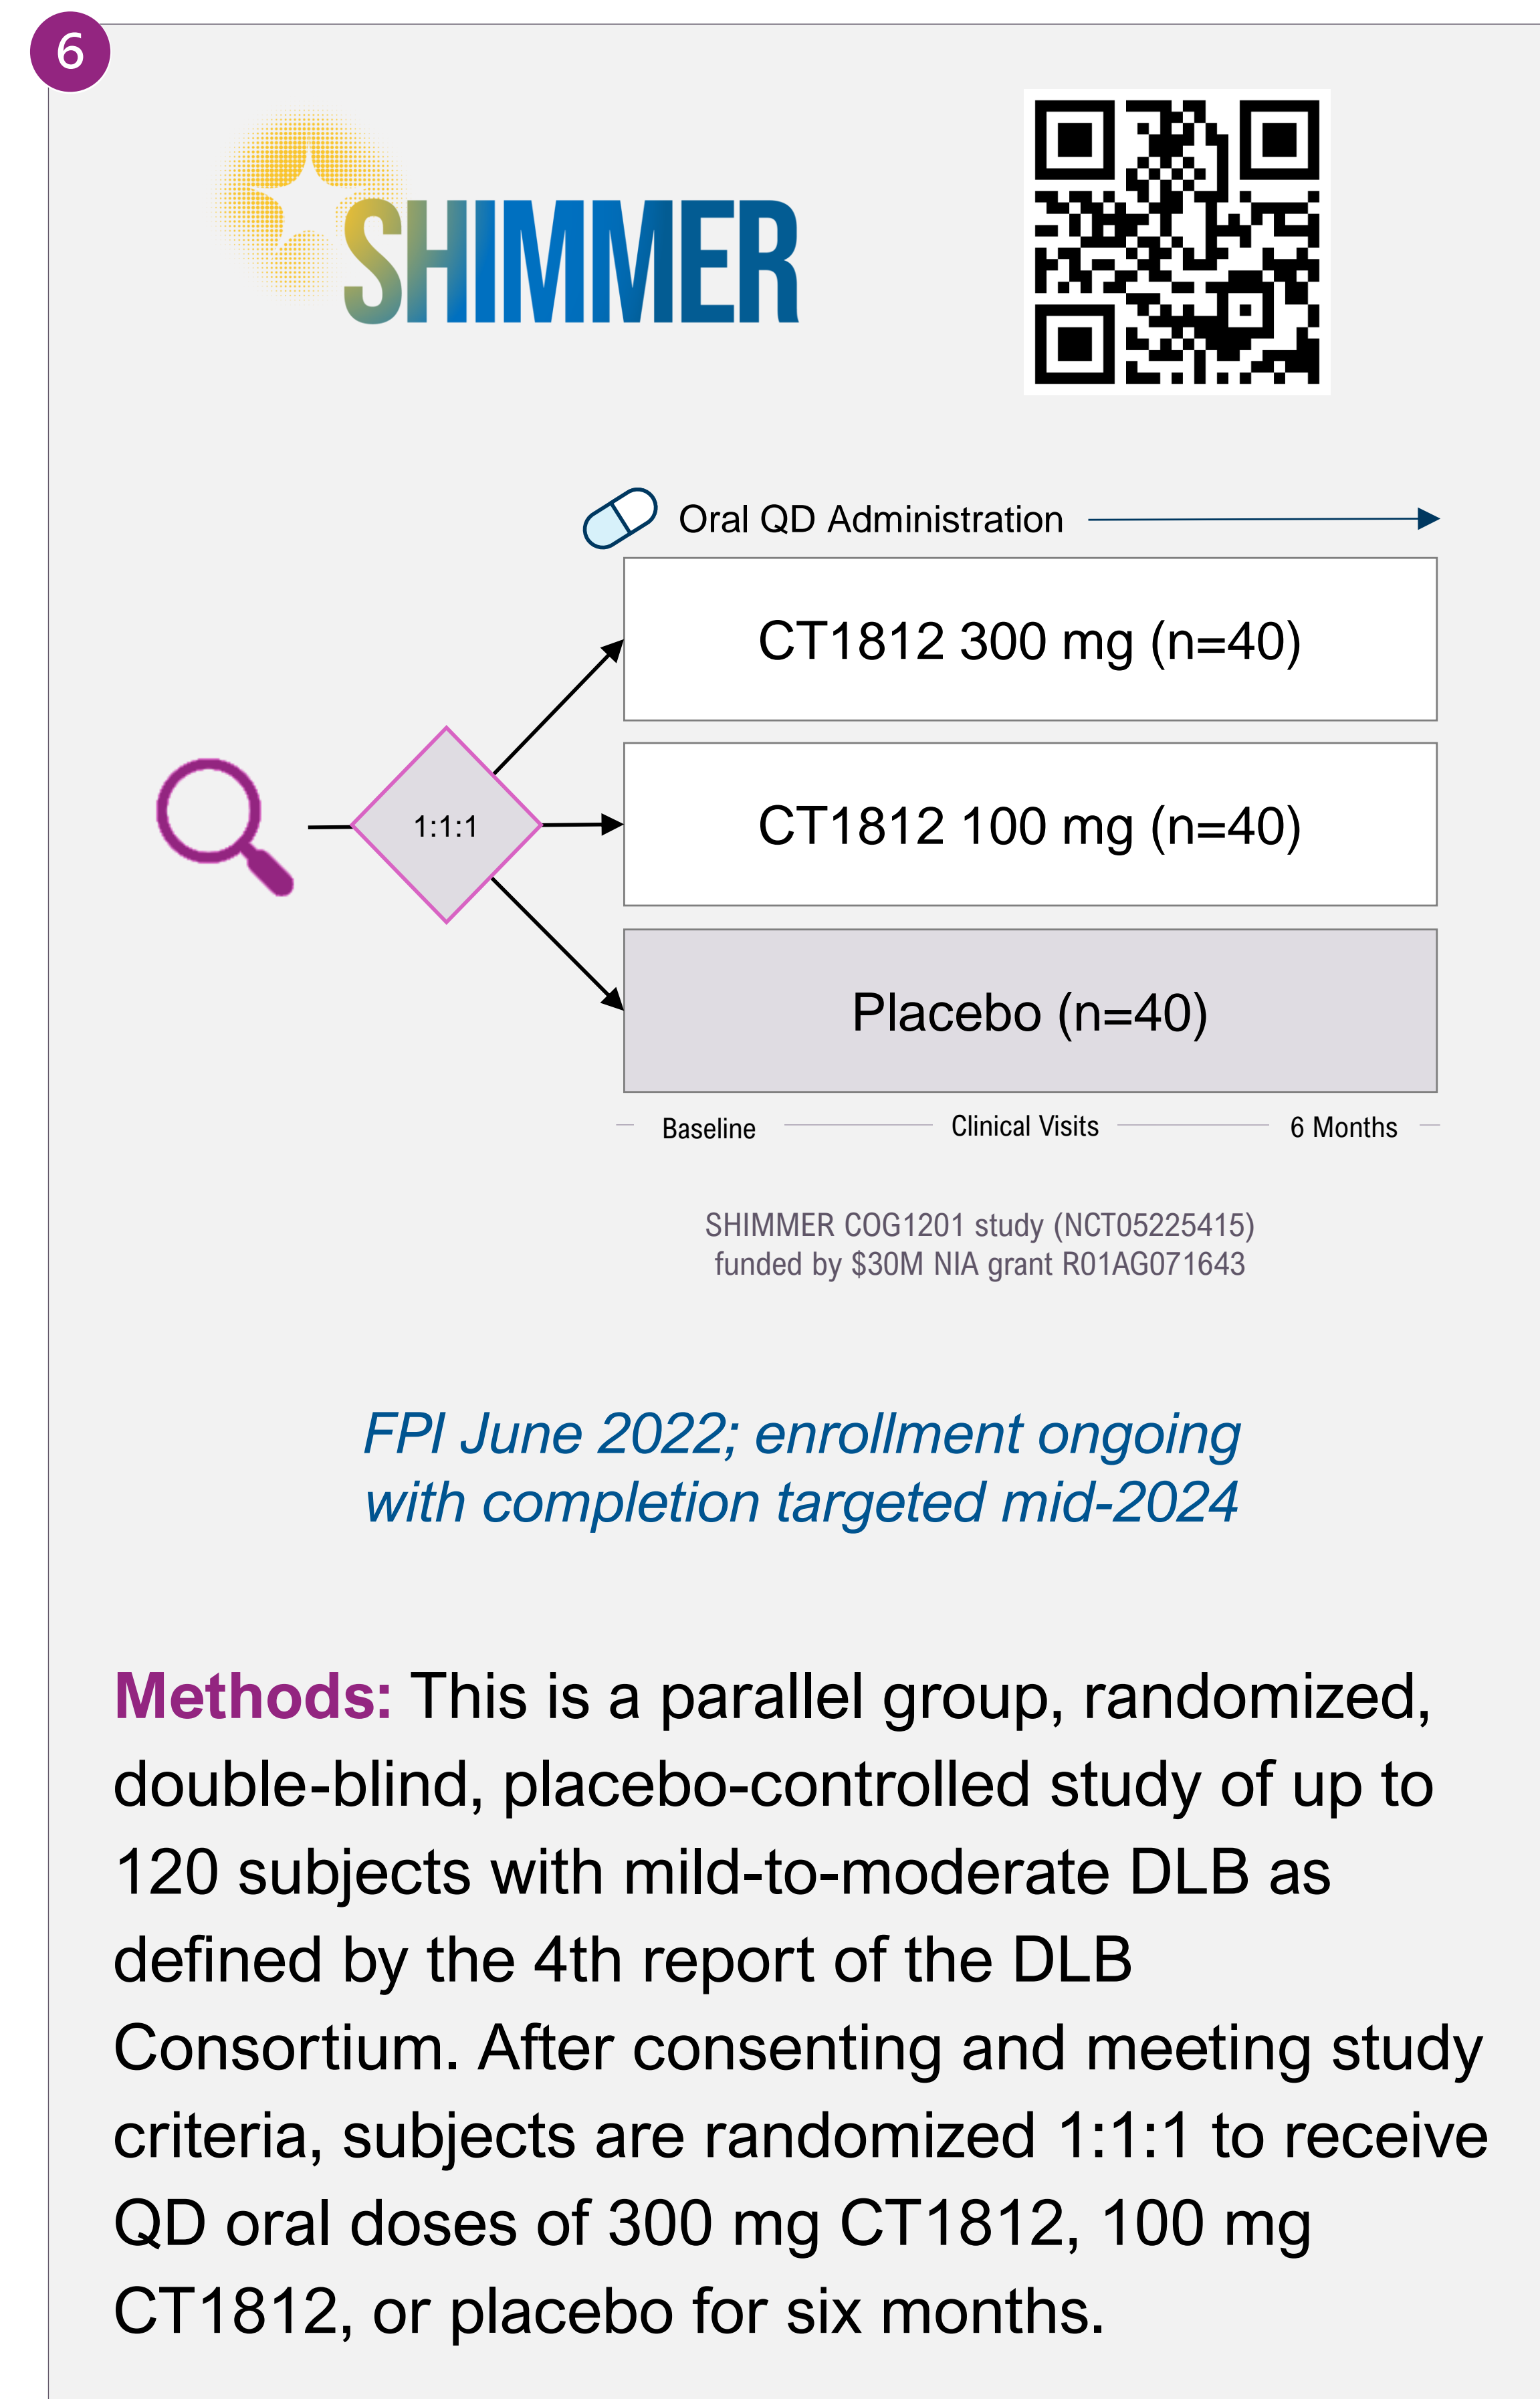 6
SHIMMER
Oral QD Administration
CT1812 300 mg (n=40)
1:1:1
CT1812 100 mg (n=40)
Placebo (n=40)
Baseline Clinical Visits 6 Months
SHIMMER COG1201 study (NCT05225415)
funded by $30M NIA grant R01AG071643
FPI June 2022; enrollment ongoing
with completion targeted mid-2024
Methods: This is a parallel group, randomized,
double-blind, placebo-controlled study of up to
120 subjects with mild-to-moderate DLB as
defined by the 4th report of the DLB
Consortium. After consenting and meeting study
criteria, subjects are randomized 1:1:1 to receive
QD oral doses of 300 mg CT1812, 100 mg
CT1812, or placebo for six months.